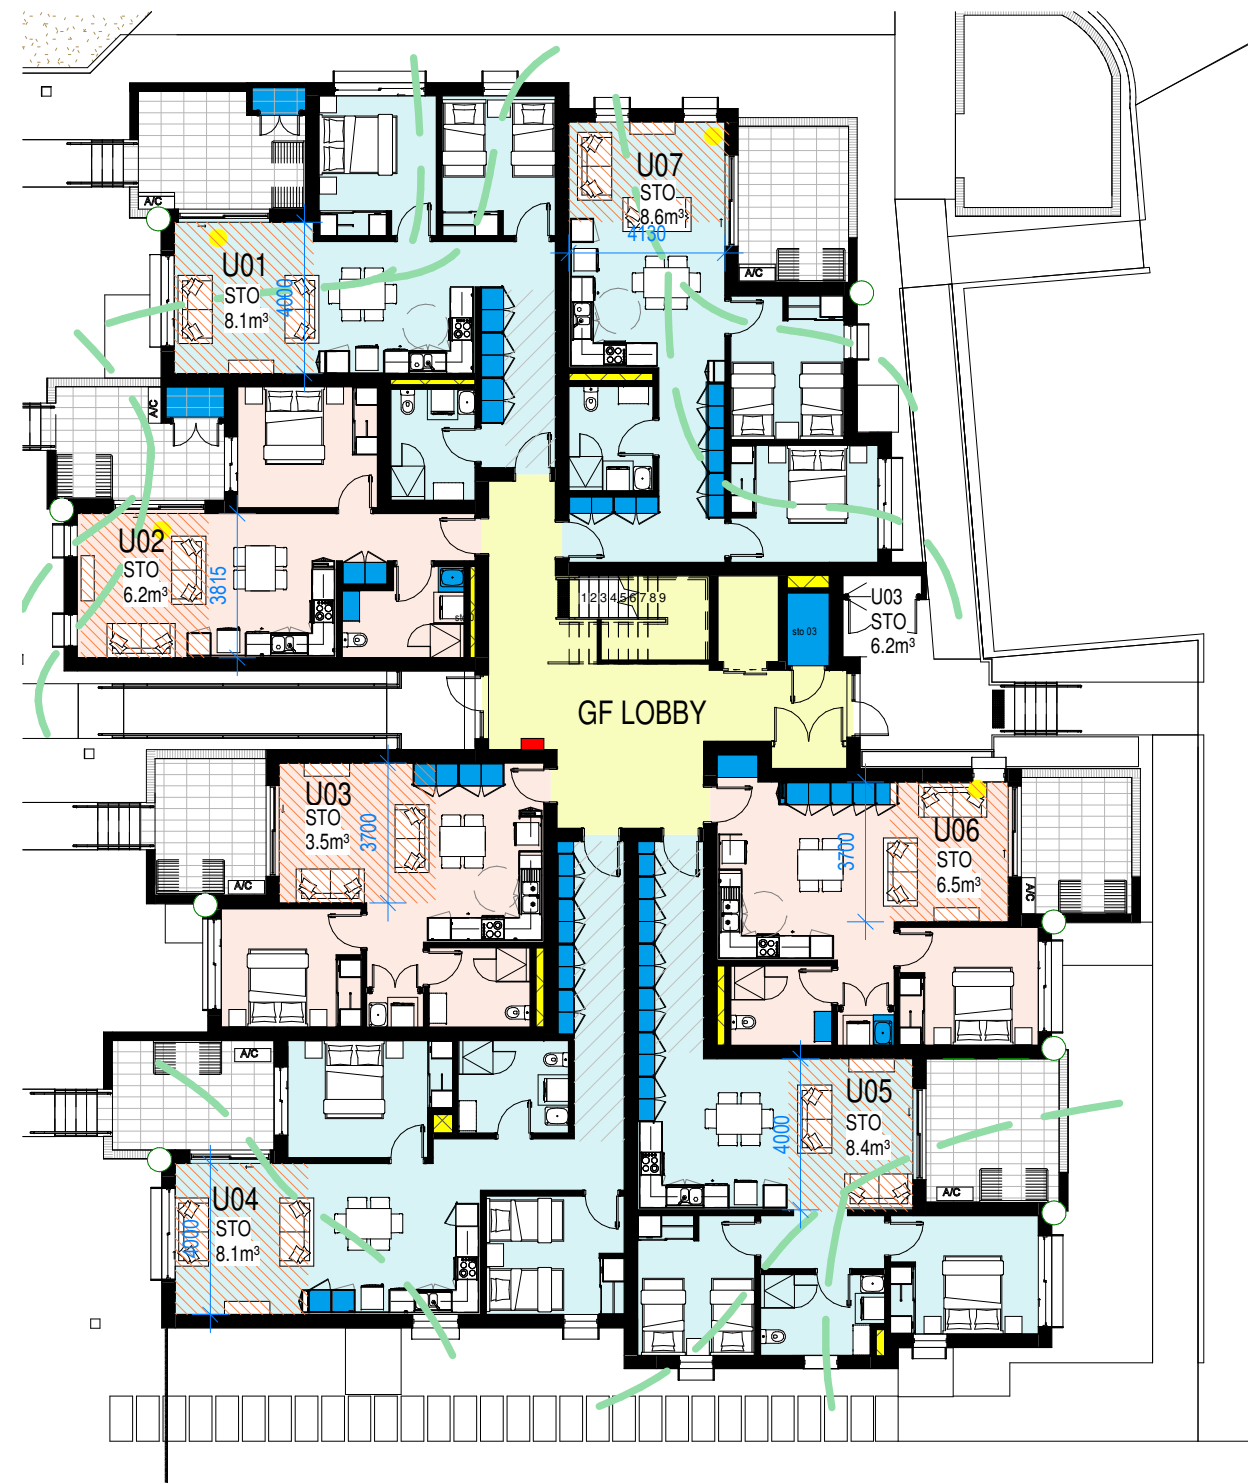 A/C
U07
STO
8.6m³
4130
A/C
U01
STO
8.1m³
4000
A/C
U02
STO
6.2m³
3815
1 2 3 4 5 6 7 8 9
sto 03
U03
STO
6.2m³
GF LOBBY
U03
STO
3.5m³
3700
A/C
U06
STO
6.5m³
3700
A/C
A/C
U05
STO
8.4m³
4000
A/C
U04
STO
8.1m³
4000